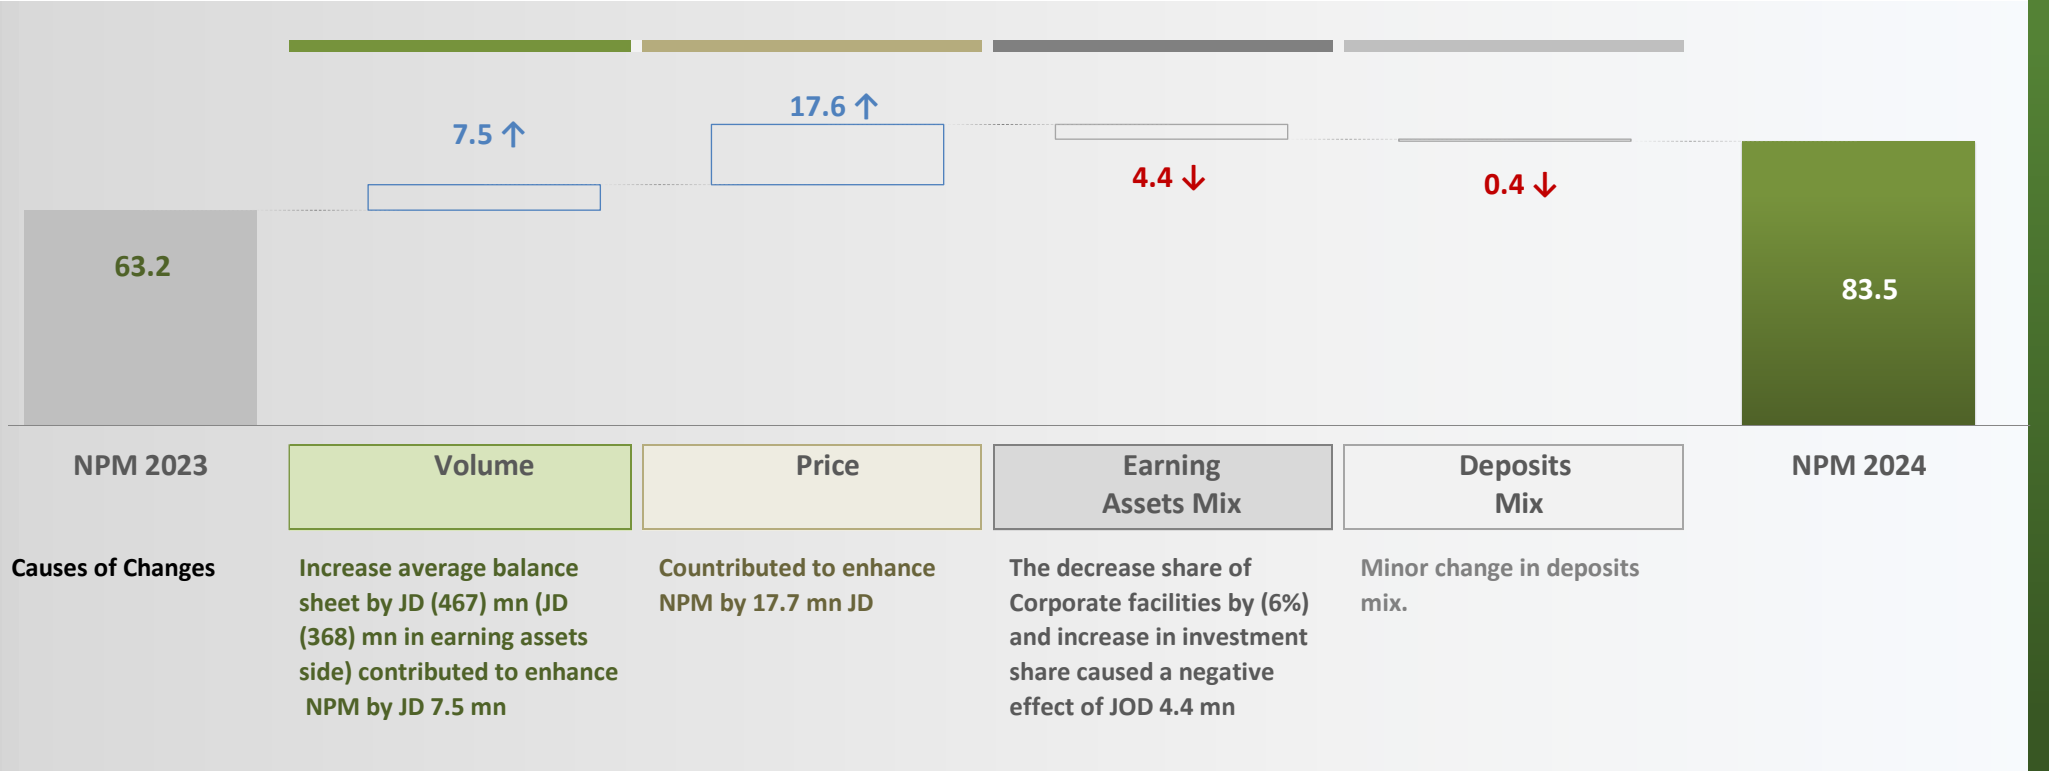 17.6 ↑
7.5 ↑
4.4 ↓
0.4 ↓
63.2
83.5
NPM 2023
Volume
Price
Earning
Assets Mix
Deposits
Mix
NPM 2024
Causes of Changes
Increase average balance
sheet by JD (467) mn (JD
(368) mn in earning assets
side) contributed to enhance
NPM by JD 7.5 mn
Countributed to enhance
NPM by 17.7 mn JD
The decrease share of
Corporate facilities by (6%)
and increase in investment
share caused a negative
effect of JOD 4.4 mn
Minor change in deposits
mix.